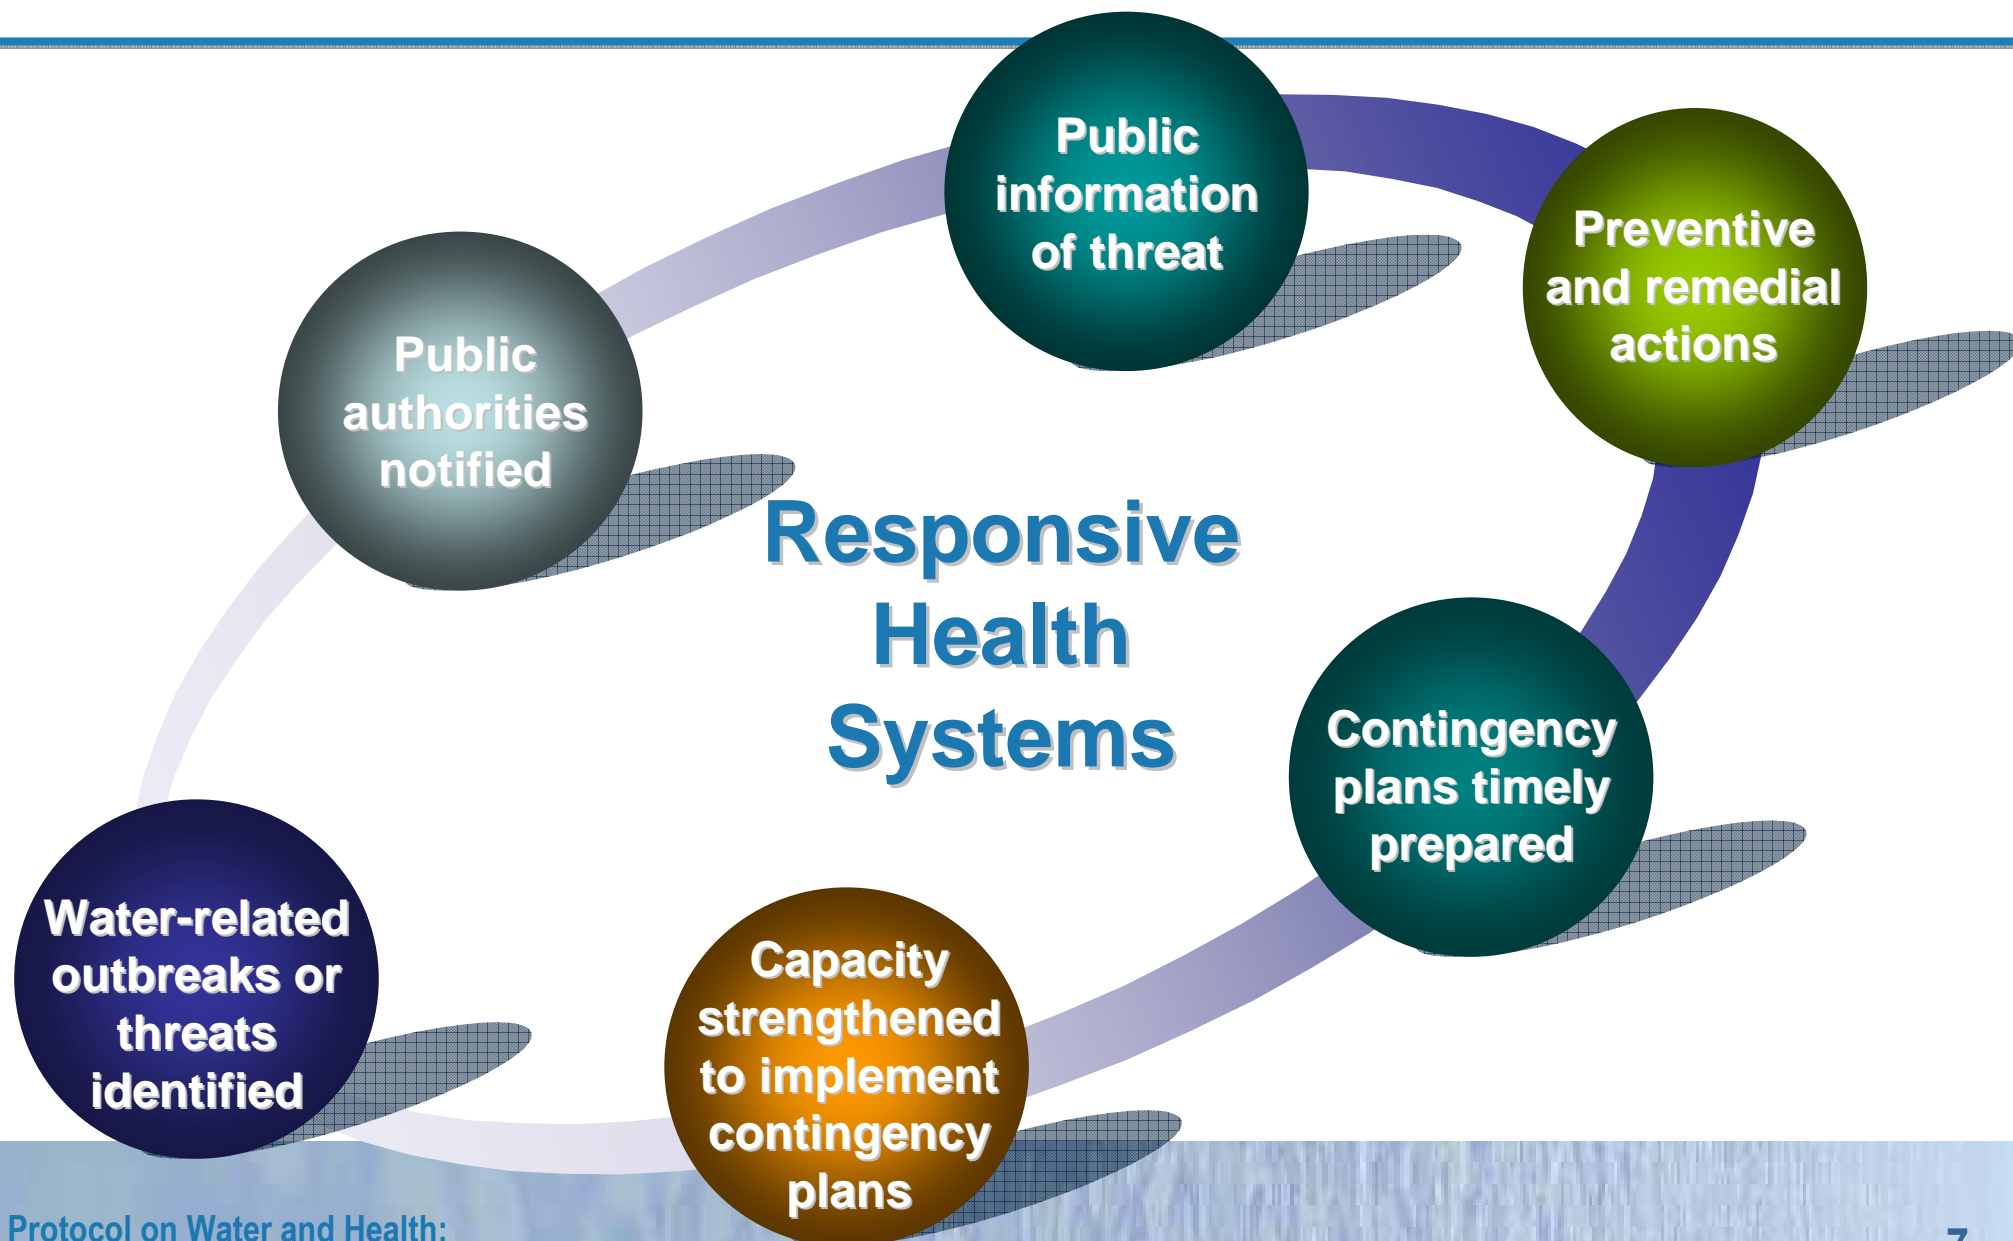 Public
information
of threat
Preventive
and remedial
actions
Public
authorities
notified
Responsive
Health
Systems
Contingency
plans timely
prepared
Water-related
outbreaks or
threats
identified
Capacity
strengthened
to implement
contingency
plans
Protocol on Water and Health:
7